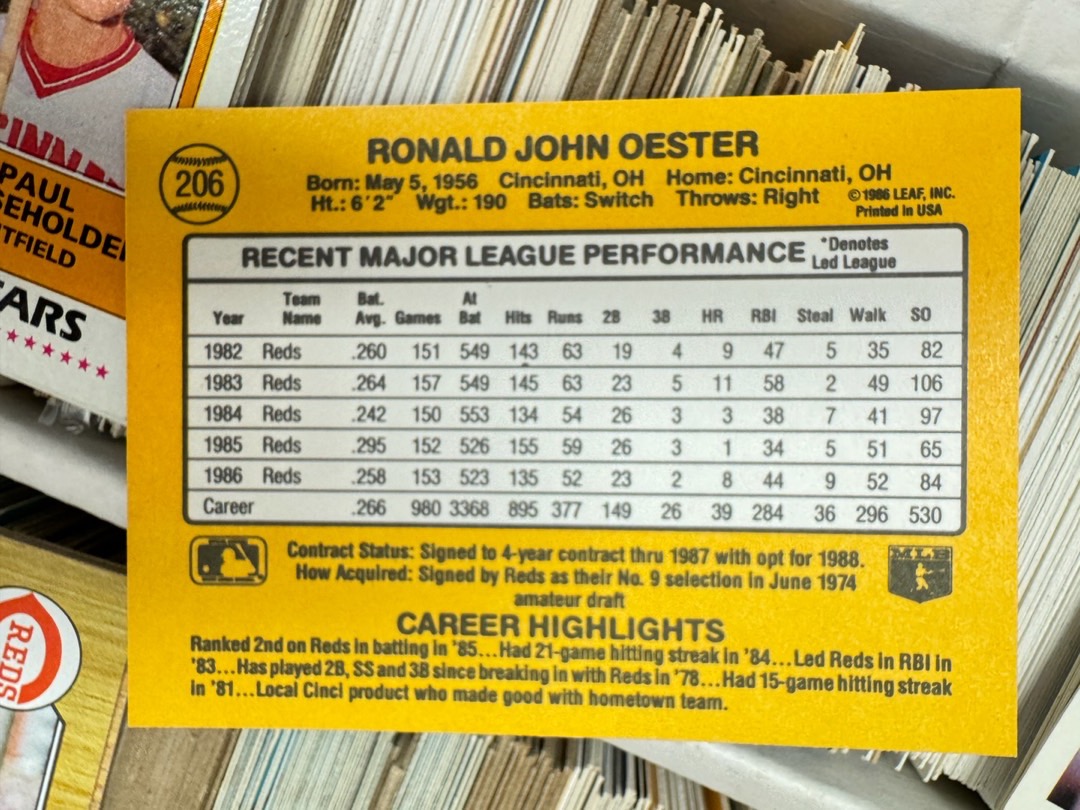 CINN
PAUL
TFIELD
ARS
REDS
206
RONALD JOHN OESTER
Born: May 5, 1956 Cincinnati, OH Home: Cincinnati, OH
Ht.: 6'2" Wgt.: 190 Bats: Switch Throws: Right
©1986 LEAF, INC.
Printed in USA
RECENT MAJOR LEAGUE PERFORMANCE *Denotes Led League
Year Team Name Bat. Avg. Games At Bat Hits Runs 2B 3B HR RBI Steal Walk SO
1982 Reds .260 151 549 143 63 19 4 9 47 5 35 82
1983 Reds .264 157 549 145 63 23 5 11 58 2 49 106
1984 Reds .242 150 553 134 54 26 3 3 38 7 41 97
1985 Reds .295 152 526 155 59 26 3 1 34 5 51 65
1986 Reds .258 153 523 135 52 23 2 8 44 9 52 84
Career .266 980 3368 895 377 149 26 39 284 36 296 530
Contract Status: Signed to 4-year contract thru 1987 with opt for 1988.
How Acquired: Signed by Reds as their No. 9 selection in June 1974
amateur draft
MLB
CAREER HIGHLIGHTS
Ranked 2nd on Reds in batting in '85...Had 21-game hitting streak in '84...Led Reds in RBI in
'83...Has played 2B, SS and 3B since breaking in with Reds in '78...Had 15-game hitting streak
in '81...Local Cinci product who made good with hometown team.